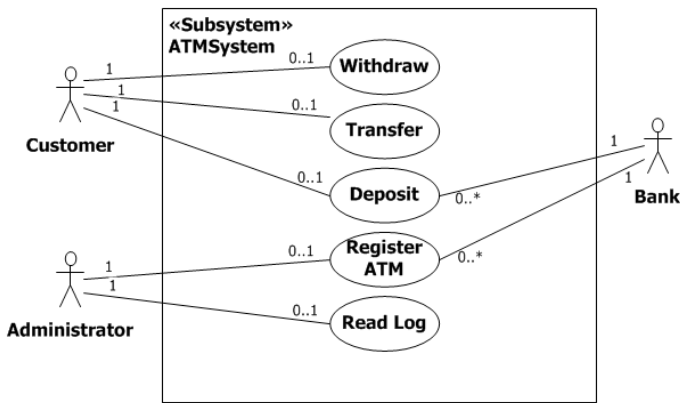 «Subsystem»
ATMSystem
1
0..1
Withdraw
1
0..1
Transfer
1
Customer
0..1
Deposit
0..*
1
Bank
1
1
0..1
Register
ATM
0..*
1
0..1
Read Log
Administrator